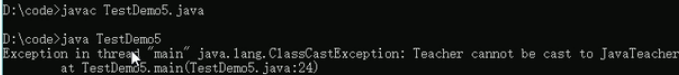 D:\code>javac TestDemo5.java
D:\code>java TestDemo5
Exception in thread "main" java.lang.ClassCastException: Teacher cannot be cast to JavaTeacher
at TestDemo5.main(TestDemo5.java:24)